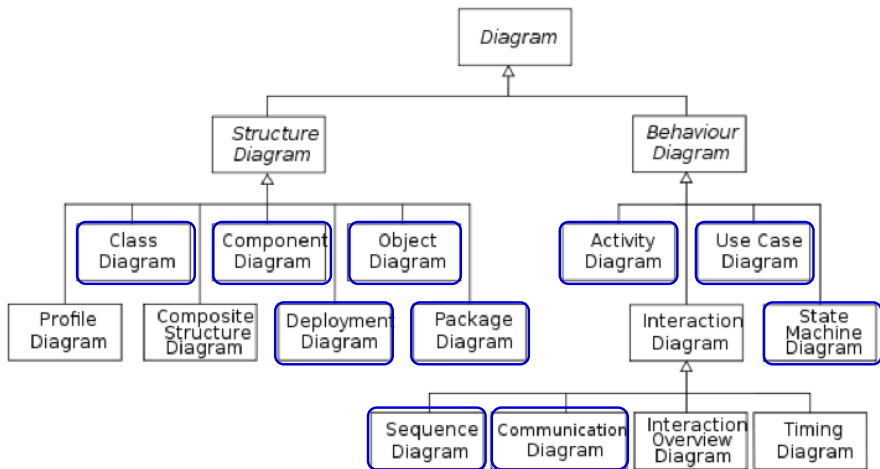 Diagram
Structure
Diagram
Behaviour
Diagram
Class
Diagram
Component
Diagram
Object
Diagram
Activity
Diagram
Use Case
Diagram
Profile
Diagram
Composite
Structure
Diagram
Deployment
Diagram
Package
Diagram
Interaction
Diagram
State
Machine
Diagram
Sequence
Diagram
Communication
Diagram
Interaction
Overview
Diagram
Timing
Diagram